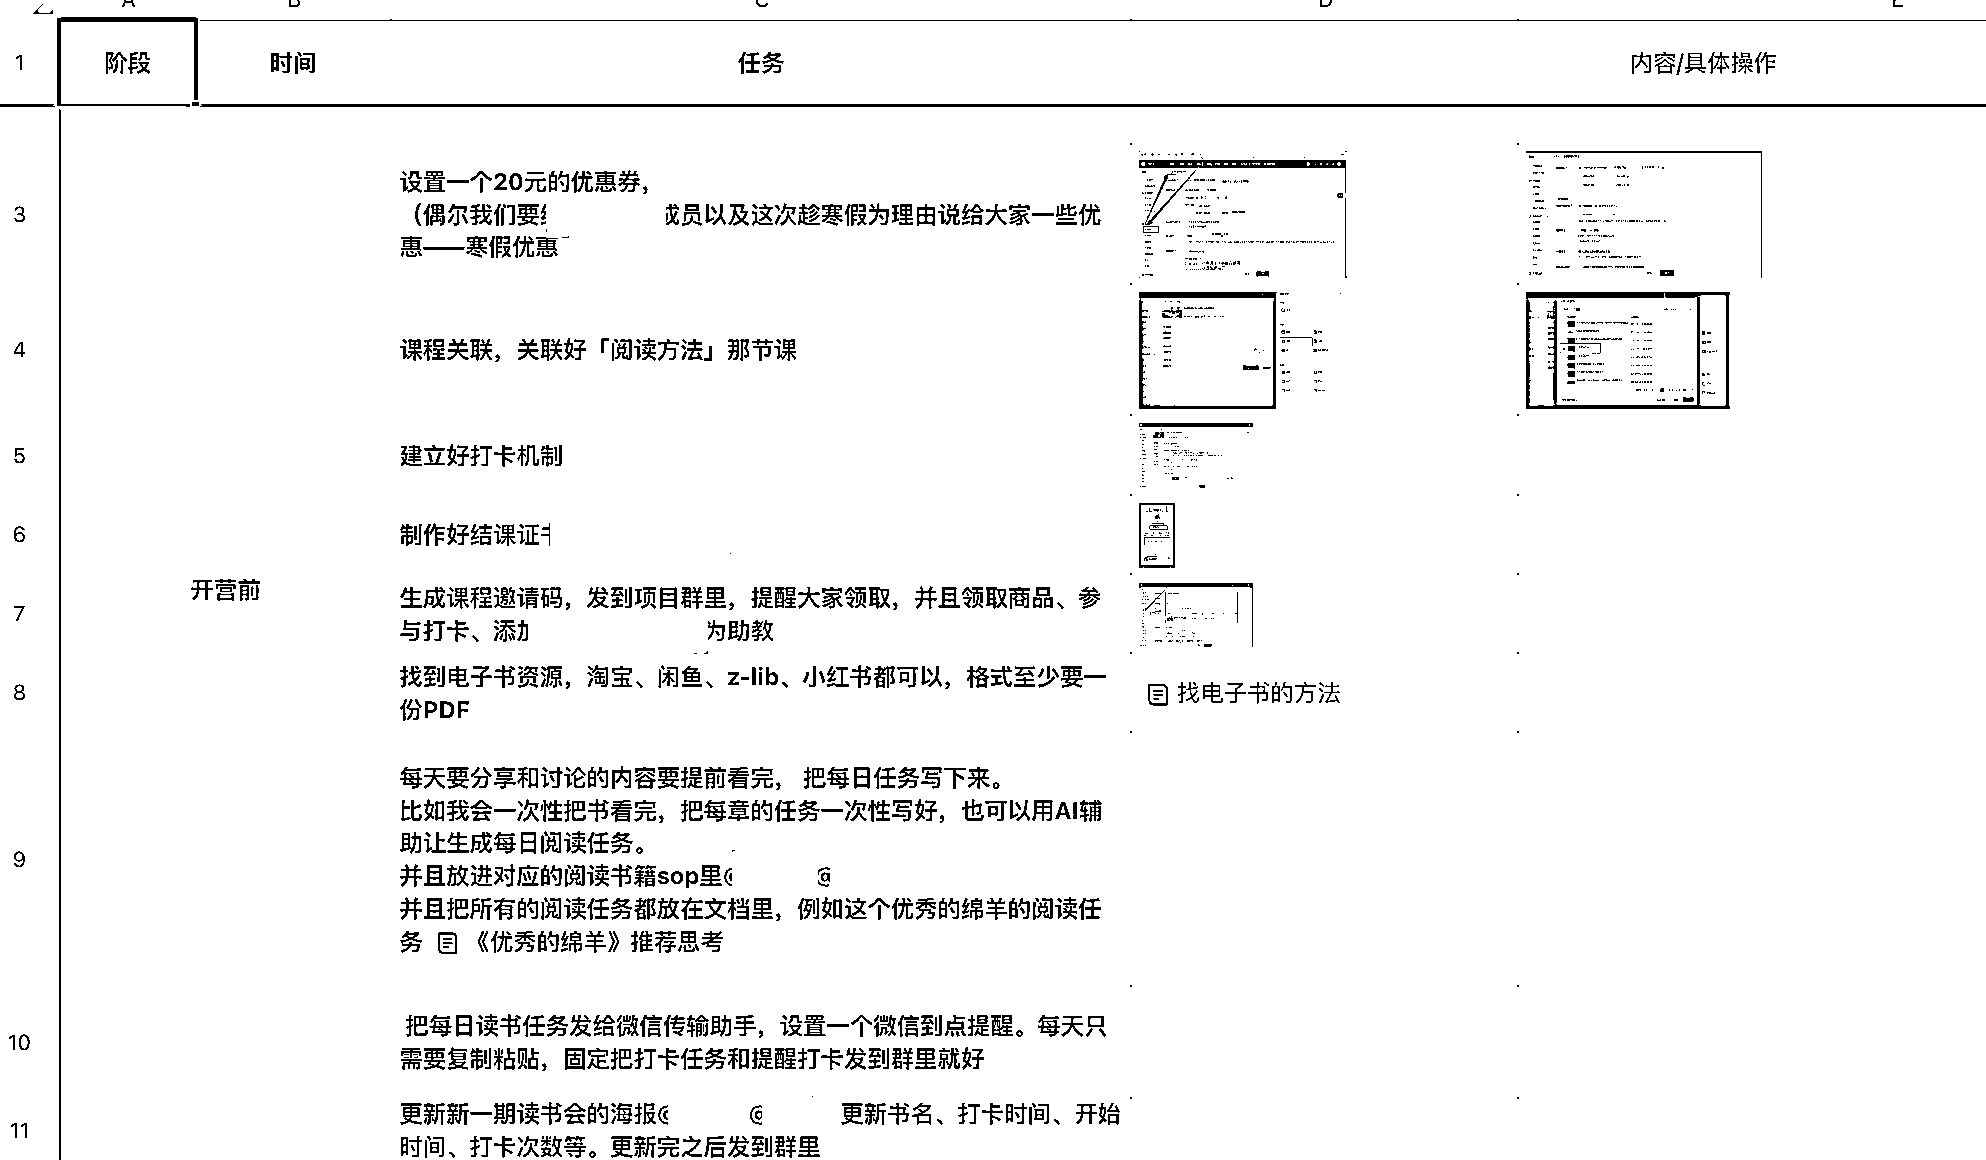 A B C D E
1 阶段 时间 任务 内容/具体操作
3
设置一个20元的优惠券，
（偶尔我们要 成员以及这次趁寒假为理由说给大家一些优
惠——寒假优惠
4 课程关联，关联好「阅读方法」那节课
5 建立好打卡机制
6 制作好结课证
开营前
7
生成课程邀请码，发到项目群里，提醒大家领取，并且领取商品、参
与打卡、添加 为助教
8
找到电子书资源，淘宝、闲鱼、z-lib、小红书都可以，格式至少要一
份PDF
找电子书的方法
9
每天要分享和讨论的内容要提前看完， 把每日任务写下来。
比如我会一次性把书看完，把每章的任务一次性写好，也可以用AI辅
助让生成每日阅读任务。
并且放进对应的阅读书籍sop里@ @
并且把所有的阅读任务都放在文档里，例如这个优秀的绵羊的阅读任
务 《优秀的绵羊》推荐思考
10
把每日读书任务发给微信传输助手，设置一个微信到点提醒。每天只
需要复制粘贴，固定把打卡任务和提醒打卡发到群里就好
11
更新新一期读书会的海报@ @ 更新书名、打卡时间、开始
时间、打卡次数等。更新完之后发到群里